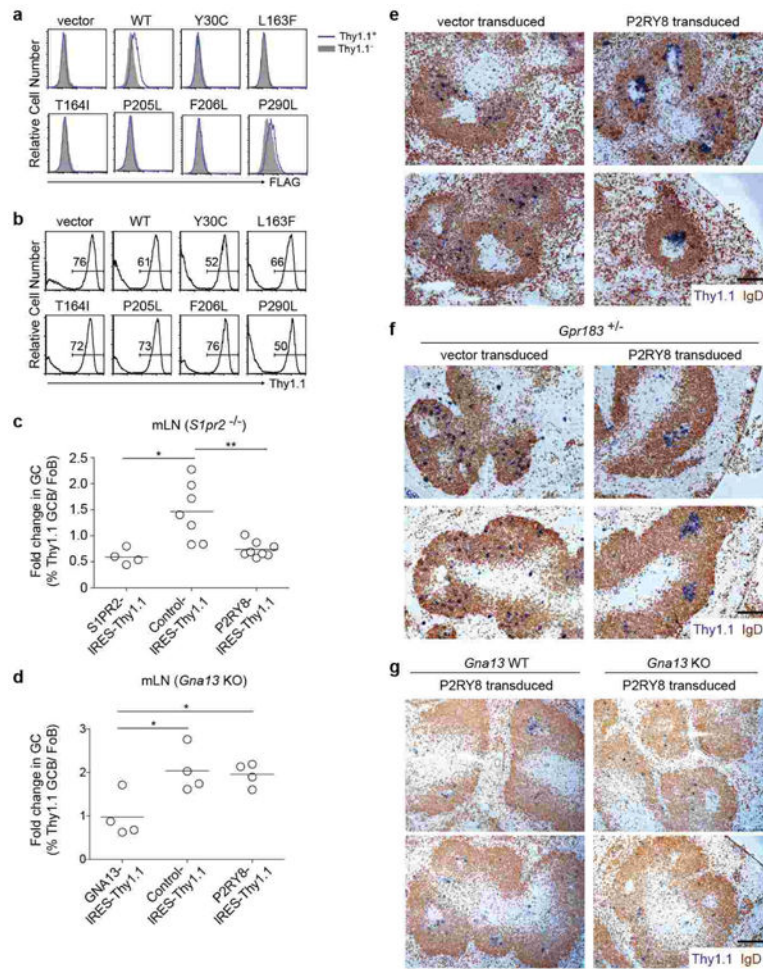 a
vector WT Y30C L163F
Thy1.1+
Thy1.1-
T164I P205L F206L P290L
Relative Cell Number
FLAG
b
vector WT Y30C L163F
76 61 52 66
T164I P205L F206L P290L
72 73 76 50
Relative Cell Number
Thy1.1
c
mLN (S1pr2 -/-)
* **
Fold change in GC
(% Thy1.1 GCB/ FoB)
2.5
2.0
1.5
1.0
0.5
0.0
S1PR2-
IRES-Thy1.1
Control-
IRES-Thy1.1
P2RY8-
IRES-Thy1.1
d
mLN (Gna13 KO)
*
*
Fold change in GC
(% Thy1.1 GCB/ FoB)
3
2
1
0
GNA13-
IRES-Thy1.1
Control-
IRES-Thy1.1
P2RY8-
IRES-Thy1.1
e
vector transduced P2RY8 transduced
Thy1.1 IgD
f
Gpr183 +/-
vector transduced P2RY8 transduced
Thy1.1 IgD
g
Gna13 WT Gna13 KO
P2RY8 transduced P2RY8 transduced
Thy1.1 IgD